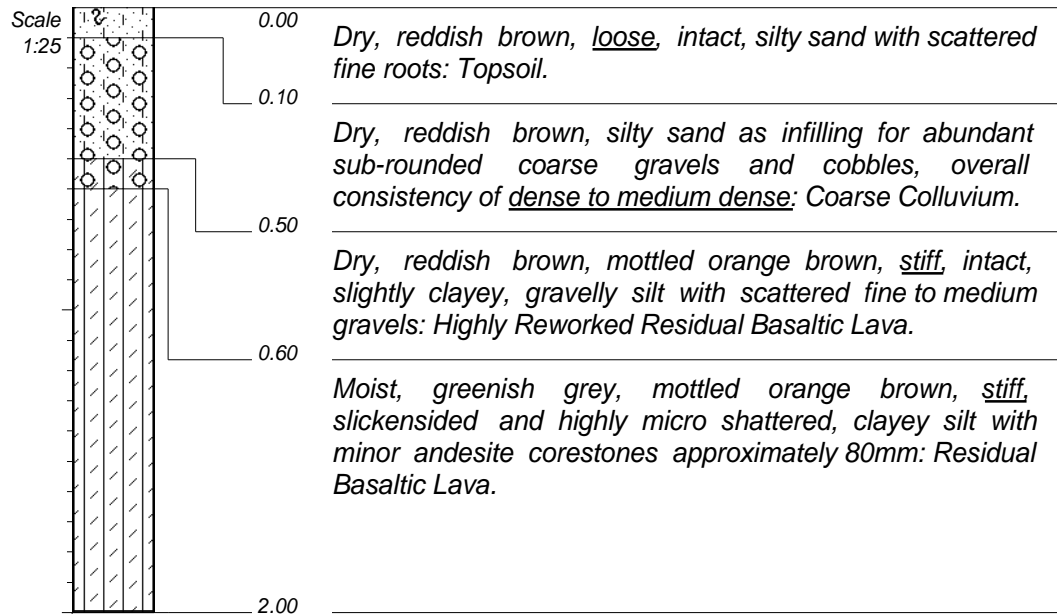 Scale
1:25
0.00
Dry, reddish brown, loose, intact, silty sand with scattered
fine roots: Topsoil.
0.10
Dry, reddish brown, silty sand as infilling for abundant
sub-rounded coarse gravels and cobbles, overall
consistency of dense to medium dense: Coarse Colluvium.
0.50
Dry, reddish brown, mottled orange brown, stiff, intact,
slightly clayey, gravelly silt with scattered fine to medium
gravels: Highly Reworked Residual Basaltic Lava.
0.60
Moist, greenish grey, mottled orange brown, stiff,
slickensided and highly micro shattered, clayey silt with
minor andesite corestones approximately 80mm: Residual
Basaltic Lava.
2.00